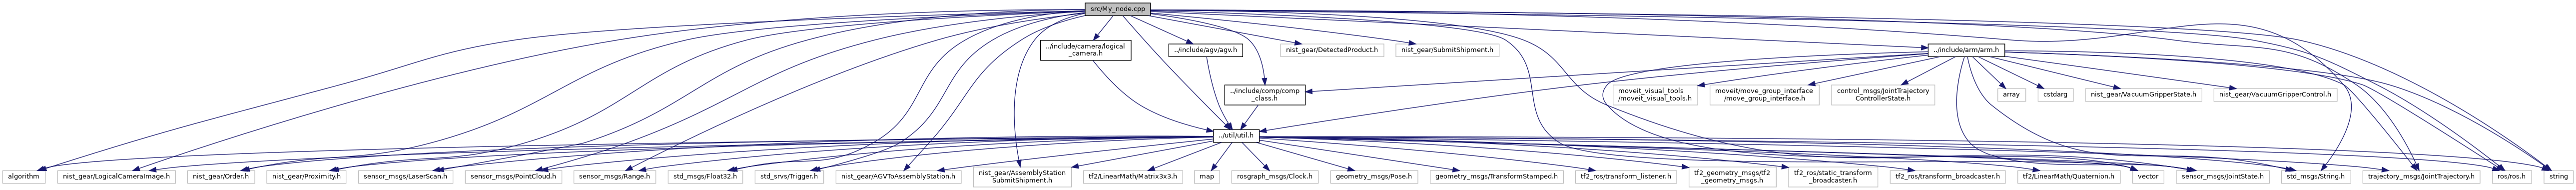 src/My_node.cpp
../include/camera/logical
_camera.h
../include/agv/agv.h
nist_gear/DetectedProduct.h
nist_gear/SubmitShipment.h
../include/arm/arm.h
../include/comp/comp
_class.h
moveit_visual_tools
/moveit_visual_tools.h
moveit/move_group_interface
/move_group_interface.h
control_msgs/JointTrajectory
ControllerState.h
array
cstdarg
nist_gear/VacuumGripperState.h
nist_gear/VacuumGripperControl.h
../util/util.h
algorithm
nist_gear/LogicalCameraImage.h
nist_gear/Order.h
nist_gear/Proximity.h
sensor_msgs/LaserScan.h
sensor_msgs/PointCloud.h
sensor_msgs/Range.h
std_msgs/Float32.h
std_srvs/Trigger.h
nist_gear/AGVToAssemblyStation.h
nist_gear/AssemblyStation
SubmitShipment.h
tf2/LinearMath/Matrix3x3.h
map
rosgraph_msgs/Clock.h
geometry_msgs/Pose.h
geometry_msgs/TransformStamped.h
tf2_ros/transform_listener.h
tf2_geometry_msgs/tf2
_geometry_msgs.h
tf2_ros/static_transform
_broadcaster.h
tf2_ros/transform_broadcaster.h
tf2/LinearMath/Quaternion.h
vector
sensor_msgs/JointState.h
std_msgs/String.h
trajectory_msgs/JointTrajectory.h
ros/ros.h
string